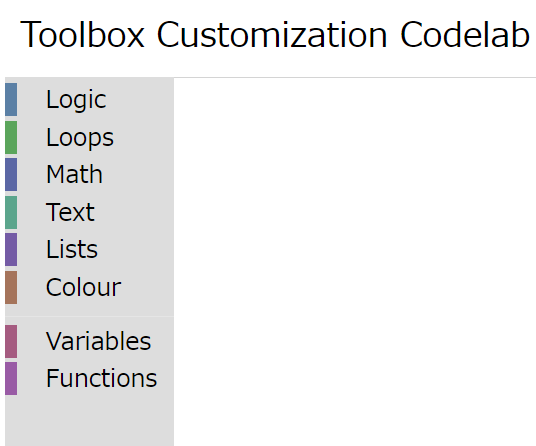 Toolbox Customization Codelab
Logic
Loops
Math
Text
Lists
Colour
Variables
Functions